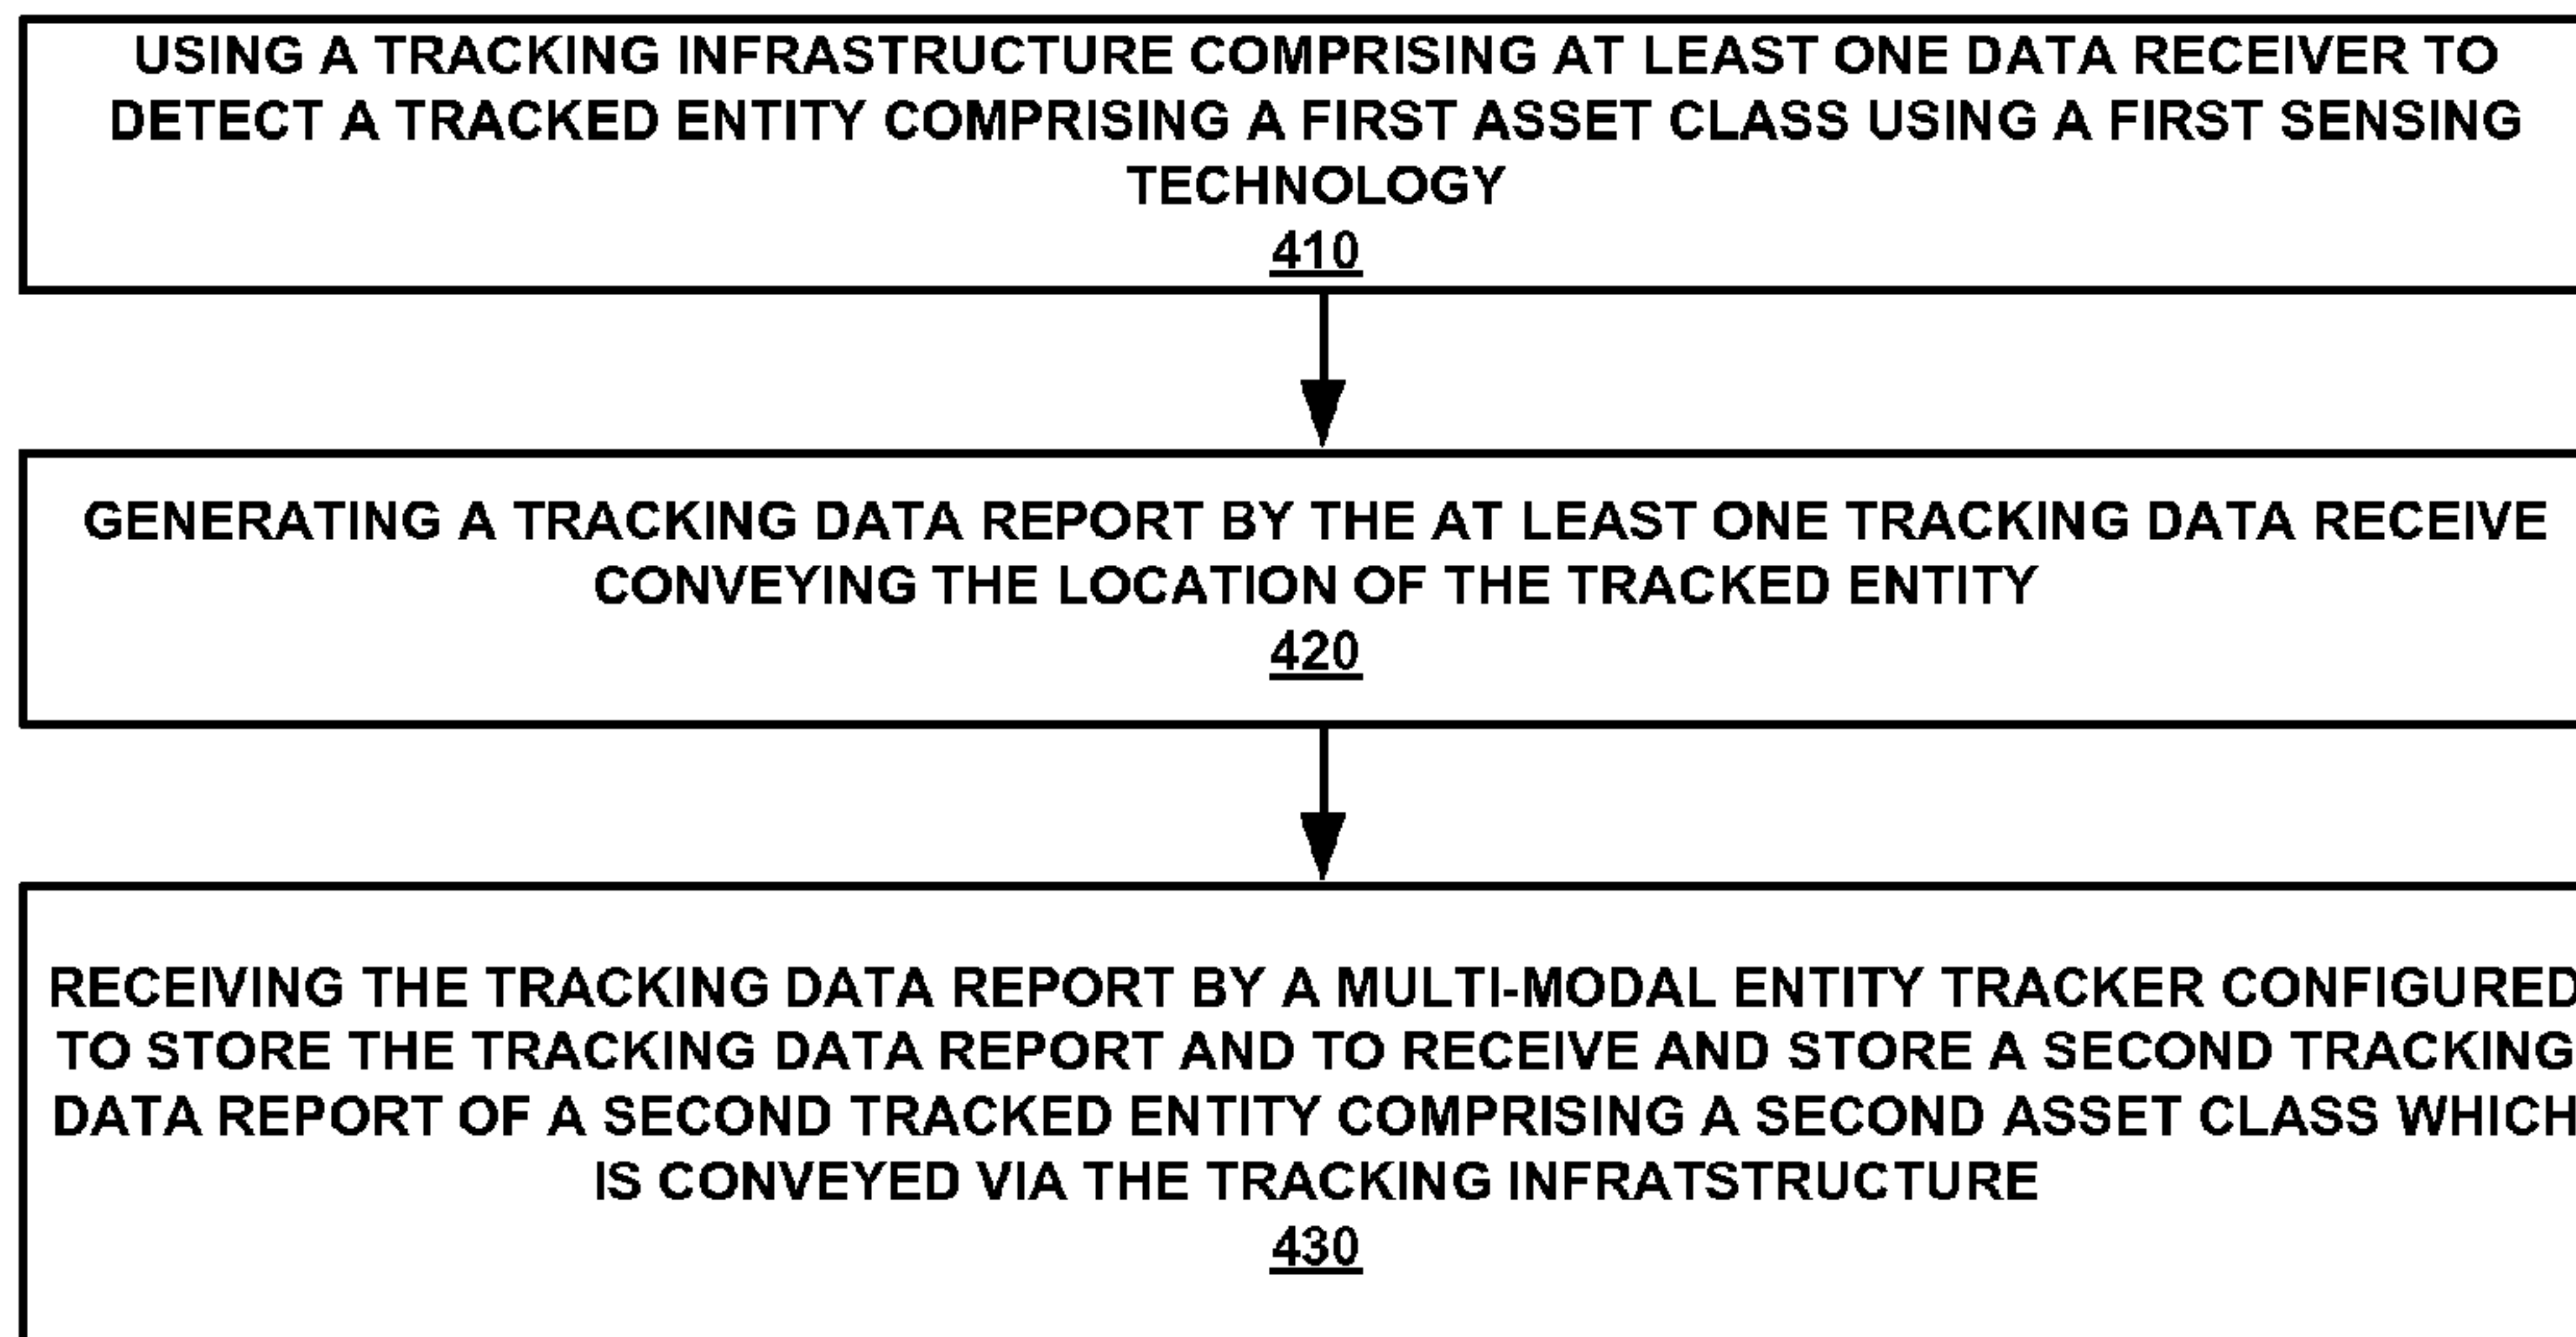 USING A TRACKING INFRASTRUCTURE COMPRISING AT LEAST ONE DATA RECEIVER TO
DETECT A TRACKED ENTITY COMPRISING A FIRST ASSET CLASS USING A FIRST SENSING
TECHNOLOGY
410
GENERATING A TRACKING DATA REPORT BY THE AT LEAST ONE TRACKING DATA RECEIVE
CONVEYING THE LOCATION OF THE TRACKED ENTITY
420
RECEIVING THE TRACKING DATA REPORT BY A MULTI-MODAL ENTITY TRACKER CONFIGURED
TO STORE THE TRACKING DATA REPORT AND TO RECEIVE AND STORE A SECOND TRACKING
DATA REPORT OF A SECOND TRACKED ENTITY COMPRISING A SECOND ASSET CLASS WHICH
IS CONVEYED VIA THE TRACKING INFRATSTRUCTURE
430